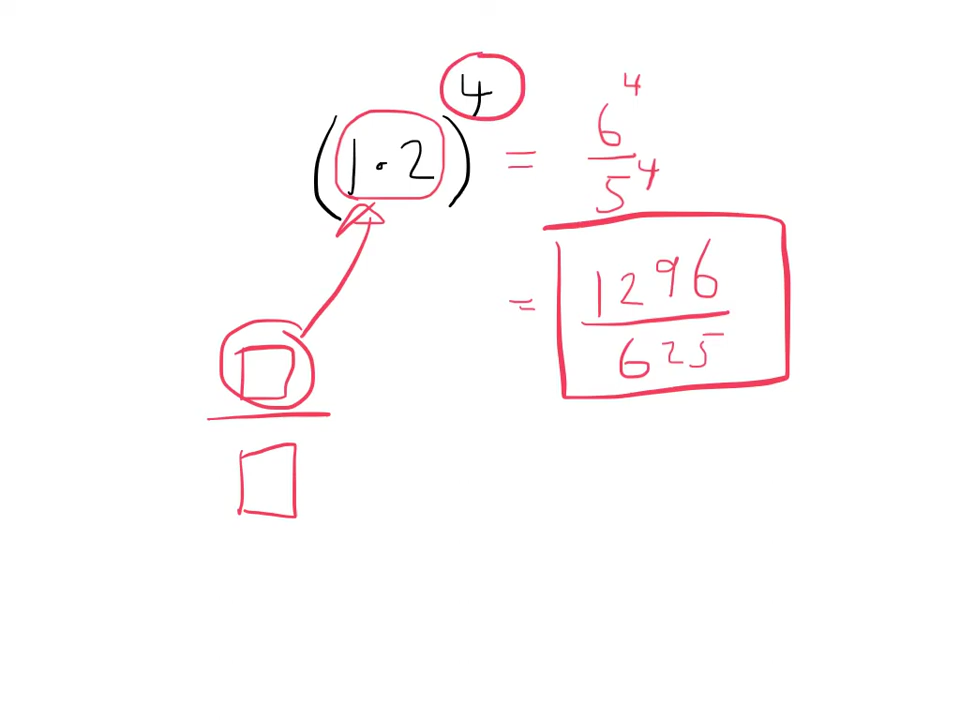 (1.2)^4 = 6^4/5^4
= 1296/625